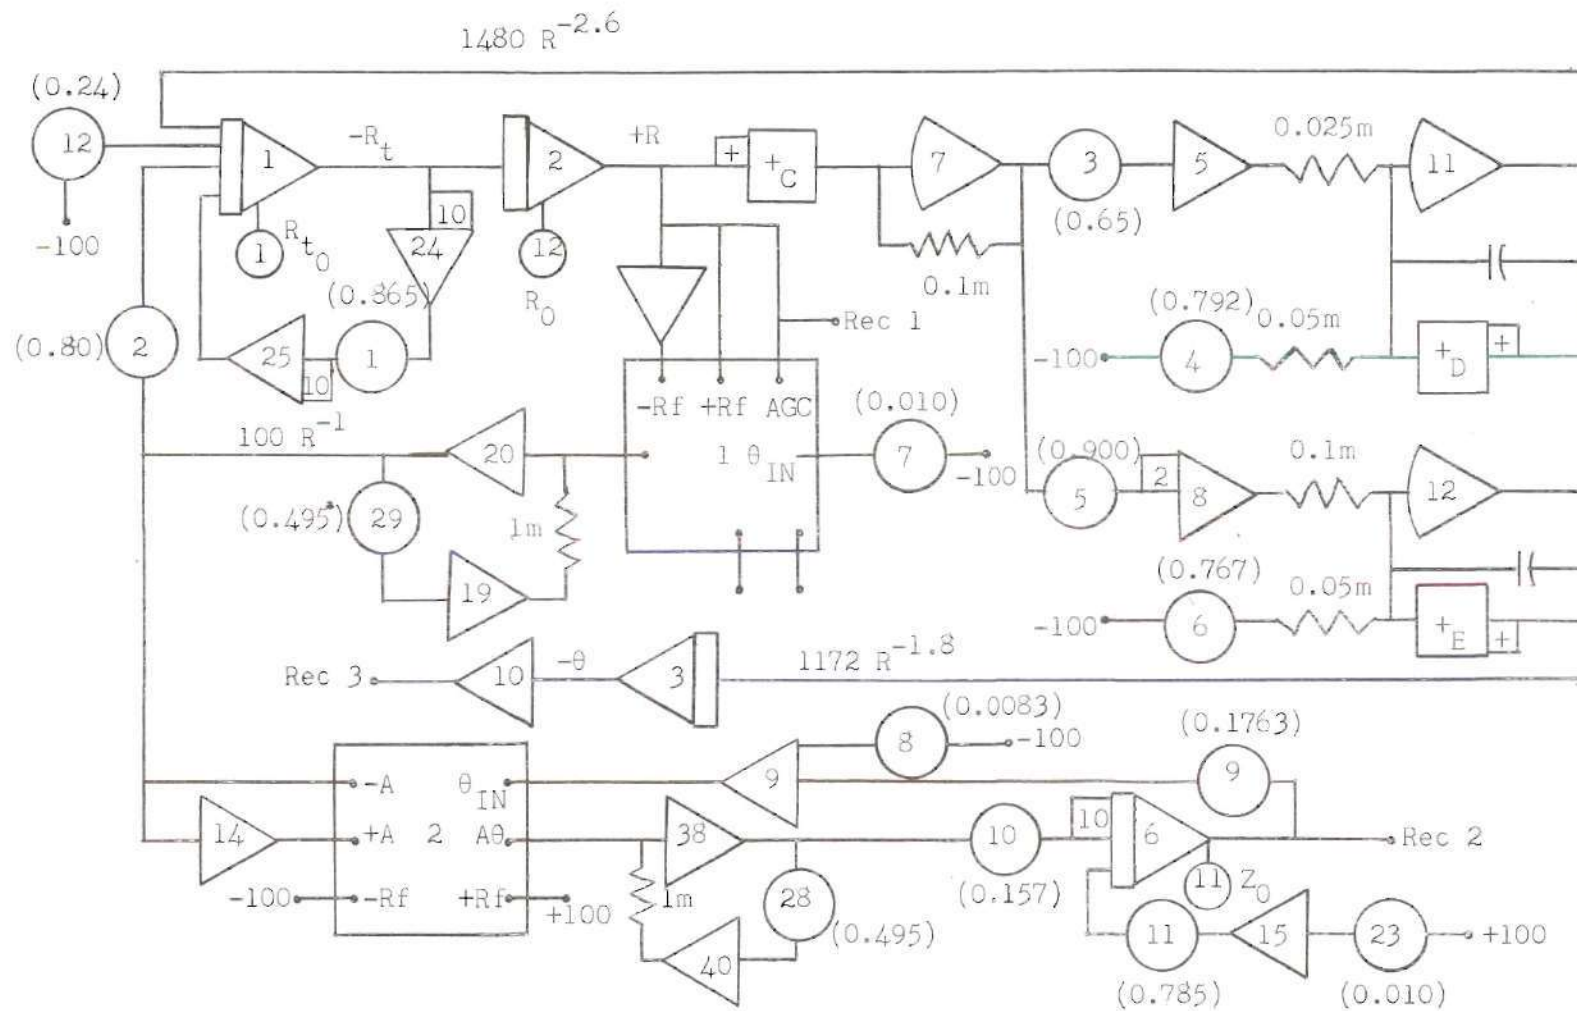 1480 R^-2.6
(0.24)
12
-100
1
-R_t
1
R_t0
10
24
(0.865)
1
25
10
2
(0.80)
2
+R
12
R_0
+
+C
7
0.1m
3
(0.65)
5
0.025m
11
Rec 1
-Rf +Rf AGC
1 θ_IN
(0.010)
7
-100
(0.792)
-100
4
0.05m
+D
+
100 R^-1
20
(0.495)
29
1m
19
(0.900)
5
2
8
0.1m
12
(0.767)
-100
6
0.05m
+E
+
Rec 3
10
-θ
3
1172 R^-1.8
(0.0083)
8
-100
(0.1763)
9
9
-A
θ_IN
14
+A
2
Aθ
-100
-Rf
+Rf
+100
38
1m
28
(0.495)
40
10
(0.157)
10
6
Rec 2
11
Z_0
11
(0.785)
15
23
(0.010)
+100